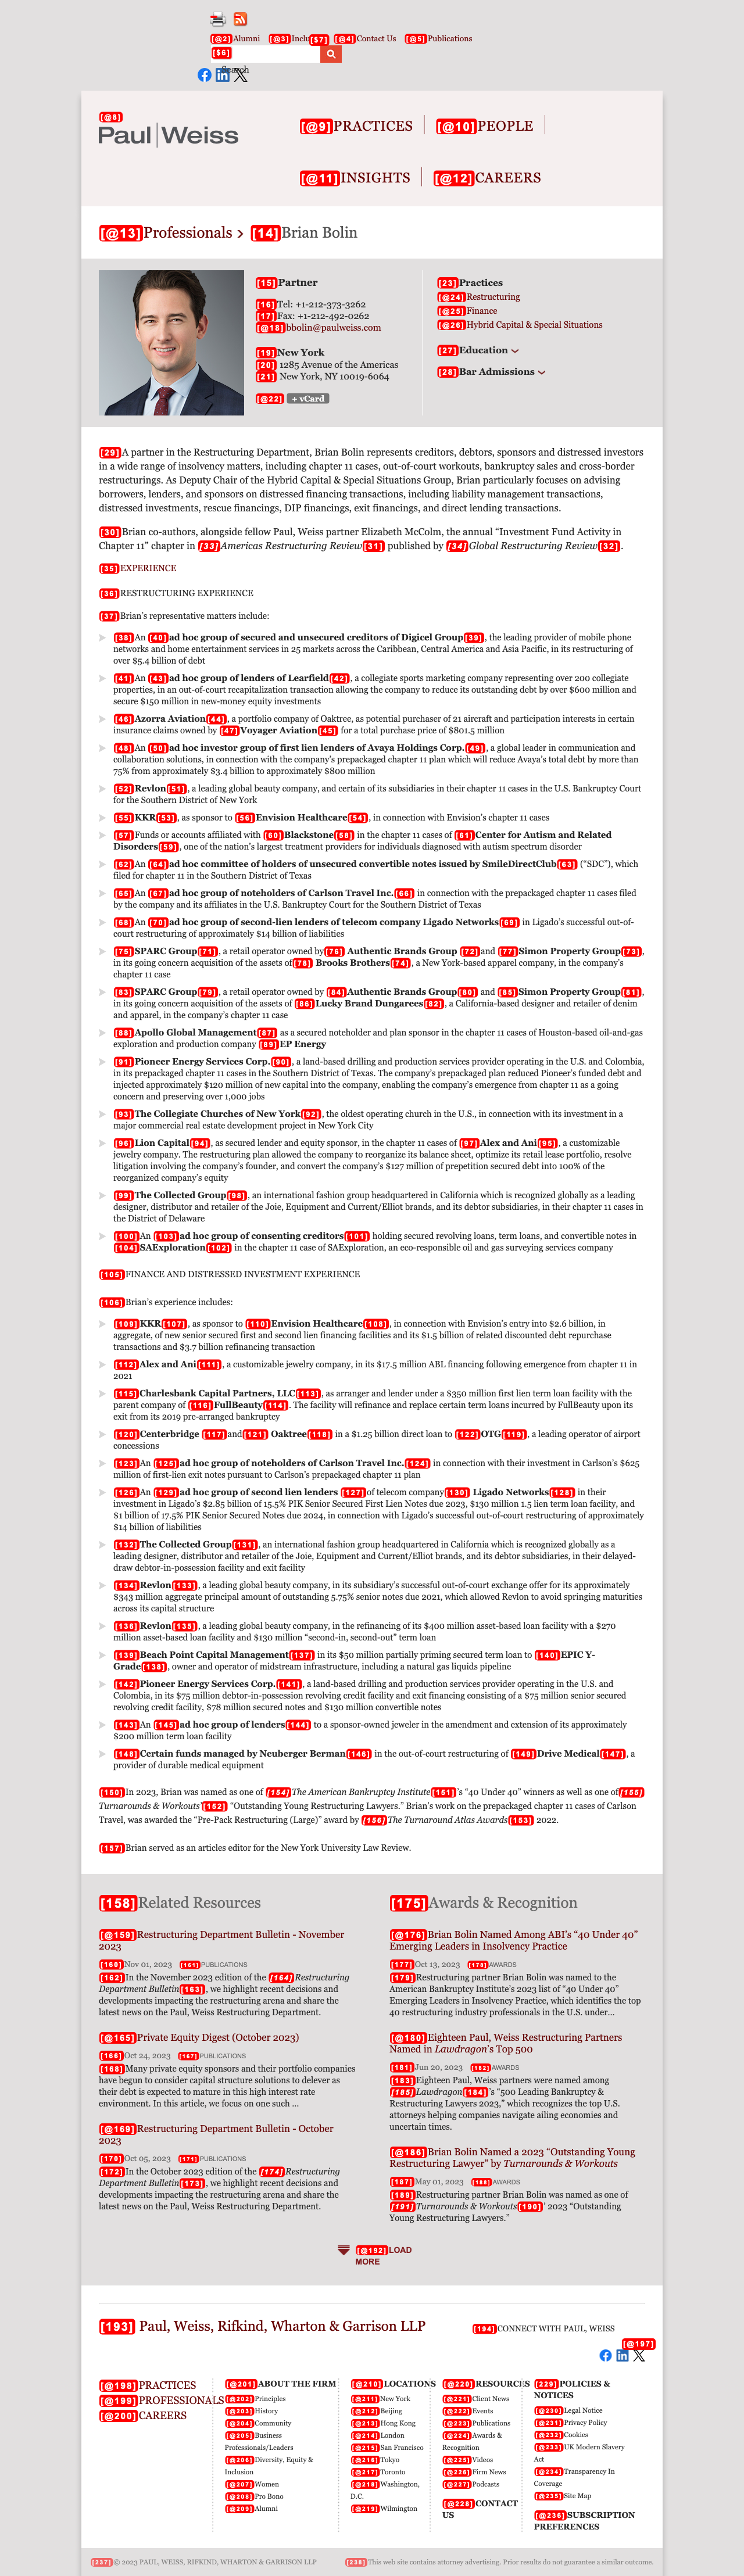 [@2]Alumni [@3]Inclu [$7] [@4]Contact Us [@5]Publications
[$6]
Search
[@8]
Paul|Weiss
[@9]PRACTICES [@10]PEOPLE
[@11]INSIGHTS [@12]CAREERS
[@13]Professionals › [14]Brian Bolin
[15]Partner
[16]Tel: +1-212-373-3262
[17]Fax: +1-212-492-0262
[@18]bbolin@paulweiss.com
[19]New York
[20] 1285 Avenue of the Americas
[21] New York, NY 10019-6064
[@22] + vCard
[23]Practices
[@24]Restructuring
[@25]Finance
[@26]Hybrid Capital & Special Situations
[27]Education
[28]Bar Admissions
[29]A partner in the Restructuring Department, Brian Bolin represents creditors, debtors, sponsors and distressed investors
in a wide range of insolvency matters, including chapter 11 cases, out-of-court workouts, bankruptcy sales and cross-border
restructurings. As Deputy Chair of the Hybrid Capital & Special Situations Group, Brian particularly focuses on advising
borrowers, lenders, and sponsors on distressed financing transactions, including liability management transactions,
distressed investments, rescue financings, DIP financings, exit financings, and direct lending transactions.
[30]Brian co-authors, alongside fellow Paul, Weiss partner Elizabeth McColm, the annual “Investment Fund Activity in
Chapter 11” chapter in [33]Americas Restructuring Review[31] published by [34]Global Restructuring Review[32].
[35]EXPERIENCE
[36]RESTRUCTURING EXPERIENCE
[37]Brian’s representative matters include:
[38]An [40]ad hoc group of secured and unsecured creditors of Digicel Group[39], the leading provider of mobile phone
networks and home entertainment services in 25 markets across the Caribbean, Central America and Asia Pacific, in its restructuring of
over $5.4 billion of debt
[41]An [43]ad hoc group of lenders of Learfield[42], a collegiate sports marketing company representing over 200 collegiate
properties, in an out-of-court recapitalization transaction allowing the company to reduce its outstanding debt by over $600 million and
secure $150 million in new-money equity investments
[46]Azorra Aviation[44], a portfolio company of Oaktree, as potential purchaser of 21 aircraft and participation interests in certain
insurance claims owned by [47]Voyager Aviation[45] for a total purchase price of $801.5 million
[48]An [50]ad hoc investor group of first lien lenders of Avaya Holdings Corp.[49], a global leader in communication and
collaboration solutions, in connection with the company's prepackaged chapter 11 plan which will reduce Avaya’s total debt by more than
75% from approximately $3.4 billion to approximately $800 million
[52]Revlon[51], a leading global beauty company, and certain of its subsidiaries in their chapter 11 cases in the U.S. Bankruptcy Court
for the Southern District of New York
[55]KKR[53], as sponsor to [56]Envision Healthcare[54], in connection with Envision’s chapter 11 cases
[57]Funds or accounts affiliated with [60]Blackstone[58] in the chapter 11 cases of [61]Center for Autism and Related
Disorders[59], one of the nation’s largest treatment providers for individuals diagnosed with autism spectrum disorder
[62]An [64]ad hoc committee of holders of unsecured convertible notes issued by SmileDirectClub[63] (“SDC”), which
filed for chapter 11 in the Southern District of Texas
[65]An [67]ad hoc group of noteholders of Carlson Travel Inc.[66] in connection with the prepackaged chapter 11 cases filed
by the company and its affiliates in the U.S. Bankruptcy Court for the Southern District of Texas
[68]An [70]ad hoc group of second-lien lenders of telecom company Ligado Networks[69] in Ligado’s successful out-of-
court restructuring of approximately $14 billion of liabilities
[75]SPARC Group[71], a retail operator owned by[76] Authentic Brands Group [72]and [77]Simon Property Group[73],
in its going concern acquisition of the assets of[78] Brooks Brothers[74], a New York-based apparel company, in the company’s
chapter 11 case
[83]SPARC Group[79], a retail operator owned by [84]Authentic Brands Group[80] and [85]Simon Property Group[81],
in its going concern acquisition of the assets of [86]Lucky Brand Dungarees[82], a California-based designer and retailer of denim
and apparel, in the company’s chapter 11 case
[88]Apollo Global Management[87] as a secured noteholder and plan sponsor in the chapter 11 cases of Houston-based oil-and-gas
exploration and production company [89]EP Energy
[91]Pioneer Energy Services Corp.[90], a land-based drilling and production services provider operating in the U.S. and Colombia,
in its prepackaged chapter 11 cases in the Southern District of Texas. The company’s prepackaged plan reduced Pioneer’s funded debt and
injected approximately $120 million of new capital into the company, enabling the company’s emergence from chapter 11 as a going
concern and preserving over 1,000 jobs
[93]The Collegiate Churches of New York[92], the oldest operating church in the U.S., in connection with its investment in a
major commercial real estate development project in New York City
[96]Lion Capital[94], as secured lender and equity sponsor, in the chapter 11 cases of [97]Alex and Ani[95], a customizable
jewelry company. The restructuring plan allowed the company to reorganize its balance sheet, optimize its retail lease portfolio, resolve
litigation involving the company’s founder, and convert the company’s $127 million of prepetition secured debt into 100% of the
reorganized company’s equity
[99]The Collected Group[98], an international fashion group headquartered in California which is recognized globally as a leading
designer, distributor and retailer of the Joie, Equipment and Current/Elliot brands, and its debtor subsidiaries, in their chapter 11 cases in
the District of Delaware
[100]An [103]ad hoc group of consenting creditors[101] holding secured revolving loans, term loans, and convertible notes in
[104]SAExploration[102] in the chapter 11 case of SAExploration, an eco-responsible oil and gas surveying services company
[105]FINANCE AND DISTRESSED INVESTMENT EXPERIENCE
[106]Brian’s experience includes:
[109]KKR[107], as sponsor to [110]Envision Healthcare[108], in connection with Envision’s entry into $2.6 billion, in
aggregate, of new senior secured first and second lien financing facilities and its $1.5 billion of related discounted debt repurchase
transactions and $3.7 billion refinancing transaction
[112]Alex and Ani[111], a customizable jewelry company, in its $17.5 million ABL financing following emergence from chapter 11 in
2021
[115]Charlesbank Capital Partners, LLC[113], as arranger and lender under a $350 million first lien term loan facility with the
parent company of [116]FullBeauty[114]. The facility will refinance and replace certain term loans incurred by FullBeauty upon its
exit from its 2019 pre-arranged bankruptcy
[120]Centerbridge [117]and[121] Oaktree[118] in a $1.25 billion direct loan to [122]OTG[119], a leading operator of airport
concessions
[123]An [125]ad hoc group of noteholders of Carlson Travel Inc.[124] in connection with their investment in Carlson’s $625
million of first-lien exit notes pursuant to Carlson’s prepackaged chapter 11 plan
[126]An [129]ad hoc group of second lien lenders [127]of telecom company[130] Ligado Networks[128] in their
investment in Ligado’s $2.85 billion of 15.5% PIK Senior Secured First Lien Notes due 2023, $130 million 1.5 lien term loan facility, and
$1 billion of 17.5% PIK Senior Secured Notes due 2024, in connection with Ligado’s successful out-of-court restructuring of approximately
$14 billion of liabilities
[132]The Collected Group[131], an international fashion group headquartered in California which is recognized globally as a
leading designer, distributor and retailer of the Joie, Equipment and Current/Elliot brands, and its debtor subsidiaries, in their delayed-
draw debtor-in-possession facility and exit facility
[134]Revlon[133], a leading global beauty company, in its subsidiary’s successful out-of-court exchange offer for its approximately
$343 million aggregate principal amount of outstanding 5.75% senior notes due 2021, which allowed Revlon to avoid springing maturities
across its capital structure
[136]Revlon[135], a leading global beauty company, in the refinancing of its $400 million asset-based loan facility with a $270
million asset-based loan facility and $130 million “second-in, second-out” term loan
[139]Beach Point Capital Management[137] in its $50 million partially priming secured term loan to [140]EPIC Y-
Grade[138], owner and operator of midstream infrastructure, including a natural gas liquids pipeline
[142]Pioneer Energy Services Corp.[141], a land-based drilling and production services provider operating in the U.S. and
Colombia, in its $75 million debtor-in-possession revolving credit facility and exit financing consisting of a $75 million senior secured
revolving credit facility, $78 million secured notes and $130 million convertible notes
[143]An [145]ad hoc group of lenders[144] to a sponsor-owned jeweler in the amendment and extension of its approximately
$200 million term loan facility
[148]Certain funds managed by Neuberger Berman[146] in the out-of-court restructuring of [149]Drive Medical[147], a
provider of durable medical equipment
[150]In 2023, Brian was named as one of [154]The American Bankruptcy Institute[151]’s “40 Under 40” winners as well as one of[155]
Turnarounds & Workouts’[152] “Outstanding Young Restructuring Lawyers.” Brian’s work on the prepackaged chapter 11 cases of Carlson
Travel, was awarded the “Pre-Pack Restructuring (Large)” award by [156]The Turnaround Atlas Awards[153] 2022.
[157]Brian served as an articles editor for the New York University Law Review.
[158]Related Resources
[@159]Restructuring Department Bulletin - November
2023
[160]Nov 01, 2023 [161]PUBLICATIONS
[162]In the November 2023 edition of the [164]Restructuring
Department Bulletin[163], we highlight recent decisions and
developments impacting the restructuring arena and share the
latest news on the Paul, Weiss Restructuring Department.
[@165]Private Equity Digest (October 2023)
[166]Oct 24, 2023 [167]PUBLICATIONS
[168]Many private equity sponsors and their portfolio companies
have begun to consider capital structure solutions to delever as
their debt is expected to mature in this high interest rate
environment. In this article, we focus on one such ...
[@169]Restructuring Department Bulletin - October
2023
[170]Oct 05, 2023 [171]PUBLICATIONS
[172]In the October 2023 edition of the [174]Restructuring
Department Bulletin[173], we highlight recent decisions and
developments impacting the restructuring arena and share the
latest news on the Paul, Weiss Restructuring Department.
[175]Awards & Recognition
[@176]Brian Bolin Named Among ABI’s “40 Under 40”
Emerging Leaders in Insolvency Practice
[177]Oct 13, 2023 [178]AWARDS
[179]Restructuring partner Brian Bolin was named to the
American Bankruptcy Institute’s 2023 list of “40 Under 40”
Emerging Leaders in Insolvency Practice, which identifies the top
40 restructuring industry professionals in the U.S. under...
[@180]Eighteen Paul, Weiss Restructuring Partners
Named in Lawdragon’s Top 500
[181]Jun 20, 2023 [182]AWARDS
[183]Eighteen Paul, Weiss partners were named among
[185]Lawdragon[184]’s “500 Leading Bankruptcy &
Restructuring Lawyers 2023,” which recognizes the top U.S.
attorneys helping companies navigate ailing economies and
uncertain times.
[@186]Brian Bolin Named a 2023 “Outstanding Young
Restructuring Lawyer” by Turnarounds & Workouts
[187]May 01, 2023 [188]AWARDS
[189]Restructuring partner Brian Bolin was named as one of
[191]Turnarounds & Workouts[190]’ 2023 “Outstanding
Young Restructuring Lawyers.”
[@192]LOAD
MORE
[193] Paul, Weiss, Rifkind, Wharton & Garrison LLP
[194]CONNECT WITH PAUL, WEISS
[@197]
[@198]PRACTICES
[@199]PROFESSIONALS
[@200]CAREERS
[@201]ABOUT THE FIRM
[@202]Principles
[@203]History
[@204]Community
[@205]Business
Professionals/Leaders
[@206]Diversity, Equity &
Inclusion
[@207]Women
[@208]Pro Bono
[@209]Alumni
[@210]LOCATIONS
[@211]New York
[@212]Beijing
[@213]Hong Kong
[@214]London
[@215]San Francisco
[@216]Tokyo
[@217]Toronto
[@218]Washington,
D.C.
[@219]Wilmington
[@220]RESOURCES
[@221]Client News
[@222]Events
[@223]Publications
[@224]Awards &
Recognition
[@225]Videos
[@226]Firm News
[@227]Podcasts
[@228]CONTACT
US
[229]POLICIES &
NOTICES
[@230]Legal Notice
[@231]Privacy Policy
[@232]Cookies
[@233]UK Modern Slavery
Act
[@234]Transparency In
Coverage
[@235]Site Map
[@236]SUBSCRIPTION
PREFERENCES
[237]© 2023 PAUL, WEISS, RIFKIND, WHARTON & GARRISON LLP
[238]This web site contains attorney advertising. Prior results do not guarantee a similar outcome.